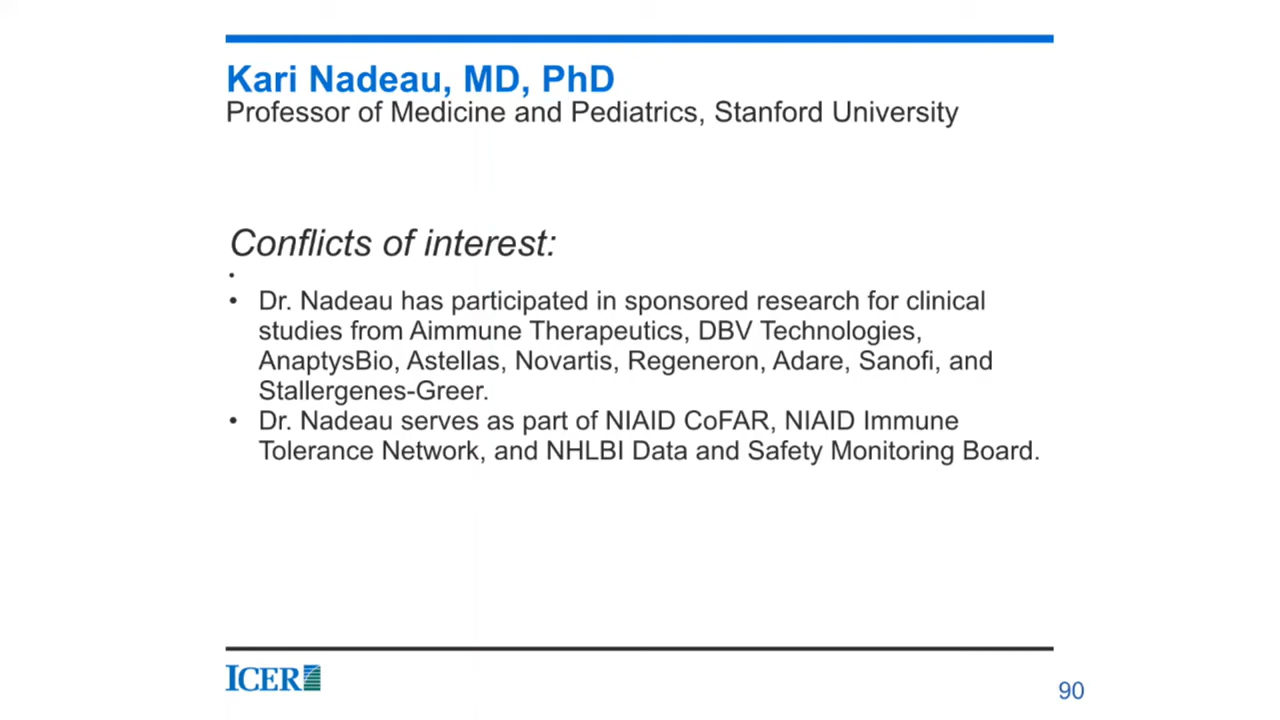 Kari Nadeau, MD, PhD
Professor of Medicine and Pediatrics, Stanford University
Conflicts of interest:
•
• Dr. Nadeau has participated in sponsored research for clinical
studies from Aimmune Therapeutics, DBV Technologies,
AnaptysBio, Astellas, Novartis, Regeneron, Adare, Sanofi, and
Stallergenes-Greer.
• Dr. Nadeau serves as part of NIAID CoFAR, NIAID Immune
Tolerance Network, and NHLBI Data and Safety Monitoring Board.
ICER
90